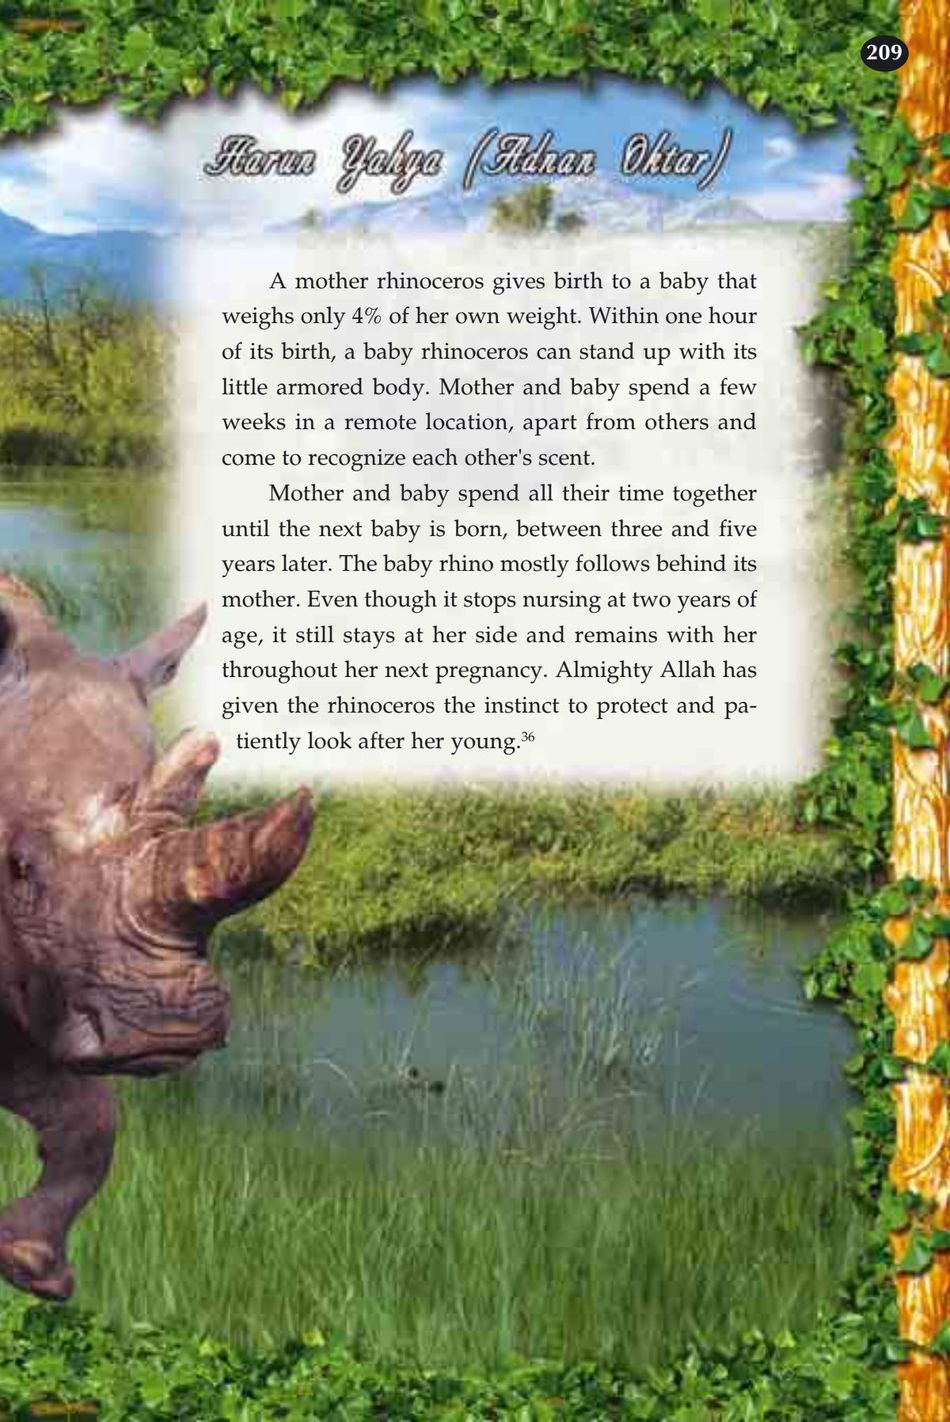 209
Harun Yahya (Adnan Oktar)
A mother rhinoceros gives birth to a baby that
weighs only 4% of her own weight. Within one hour
of its birth, a baby rhinoceros can stand up with its
little armored body. Mother and baby spend a few
weeks in a remote location, apart from others and
come to recognize each other's scent.
Mother and baby spend all their time together
until the next baby is born, between three and five
years later. The baby rhino mostly follows behind its
mother. Even though it stops nursing at two years of
age, it still stays at her side and remains with her
throughout her next pregnancy. Almighty Allah has
given the rhinoceros the instinct to protect and pa-
tiently look after her young.36